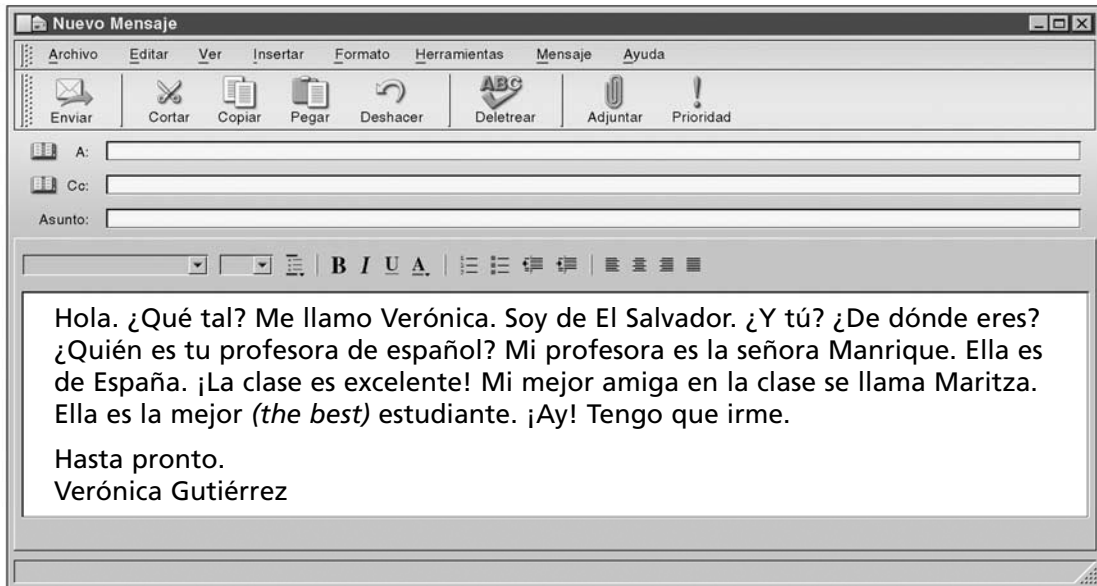 Nuevo Mensaje
Archivo Editar Ver Insertar Formato Herramientas Mensaje Ayuda
ABC
Enviar Cortar Copiar Pegar Deshacer Deletrear Adjuntar Prioridad
A:
Cc:
Asunto:
B I U A
Hola. ¿Qué tal? Me llamo Verónica. Soy de El Salvador. ¿Y tú? ¿De dónde eres?
¿Quién es tu profesora de español? Mi profesora es la señora Manrique. Ella es
de España. ¡La clase es excelente! Mi mejor amiga en la clase se llama Maritza.
Ella es la mejor (the best) estudiante. ¡Ay! Tengo que irme.
Hasta pronto.
Verónica Gutiérrez